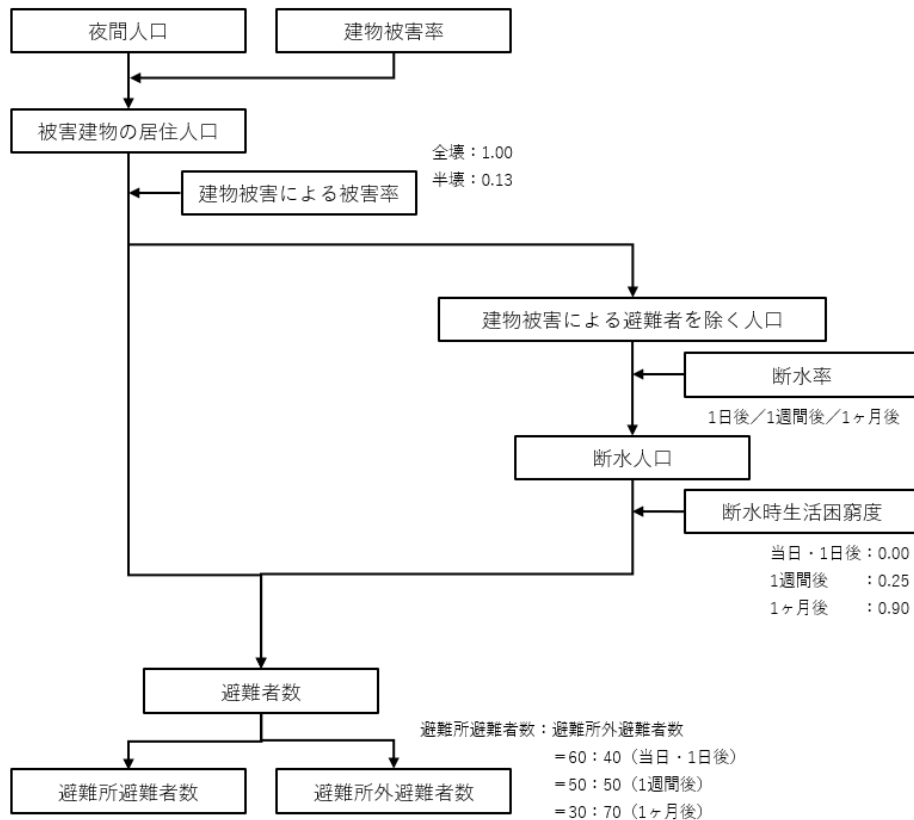 夜間人口
建物被害率
被害建物の居住人口
全壊：1.00
半壊：0.13
建物被害による被害率
建物被害による避難者を除く人口
断水率
1日後／1週間後／1ヶ月後
断水人口
断水時生活困窮度
当日・1日後：0.00
1週間後　　：0.25
1ヶ月後　　：0.90
避難者数
避難所避難者数：避難所外避難者数
＝60：40（当日・1日後）
＝50：50（1週間後）
＝30：70（1ヶ月後）
避難所避難者数
避難所外避難者数